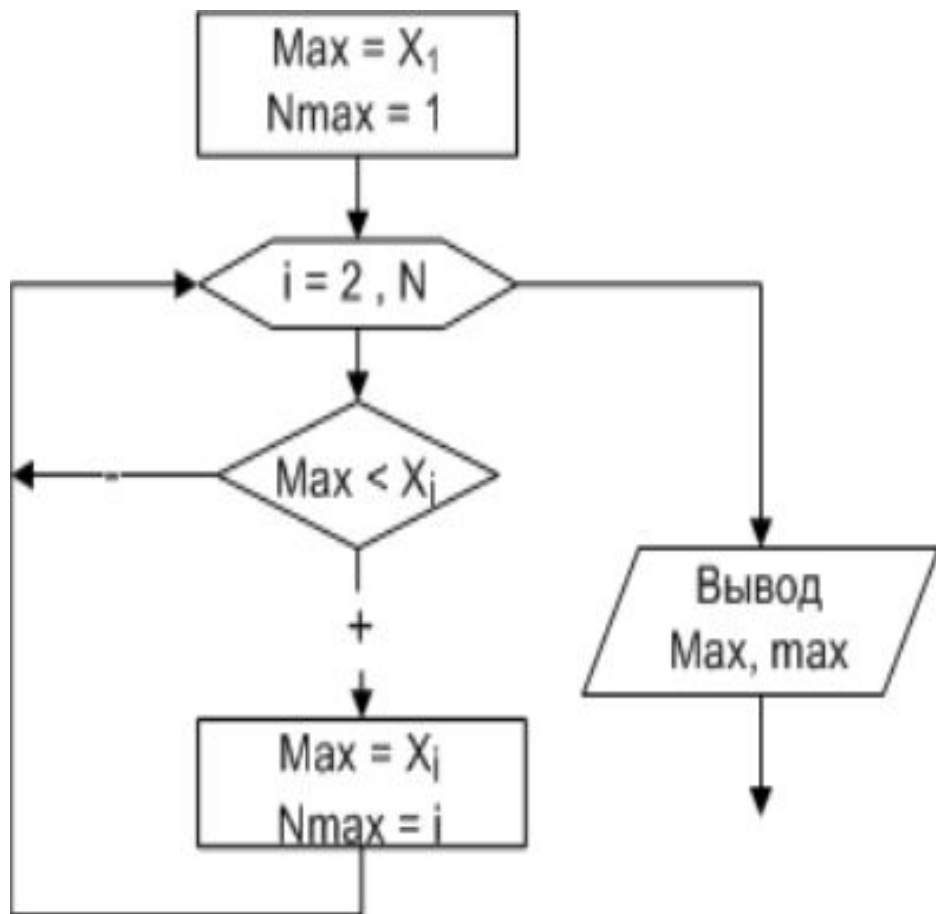 Max = X₁
Nmax = 1
i = 2 , N
Max < Xᵢ
-
+
Вывод
Max, max
Max = Xᵢ
Nmax = i